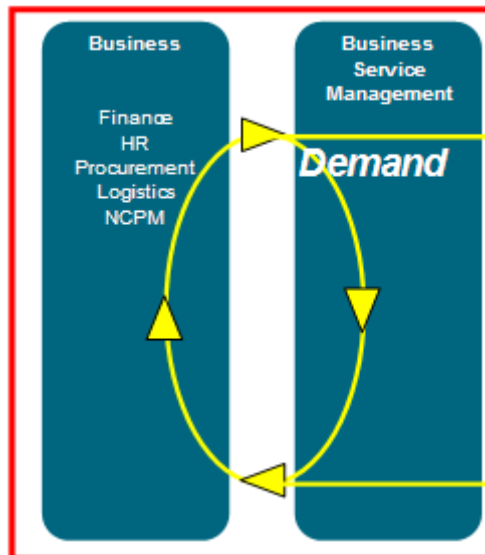 Business
Finance
HR
Procurement
Logistics
NCPM
Business
Service
Management
Demand